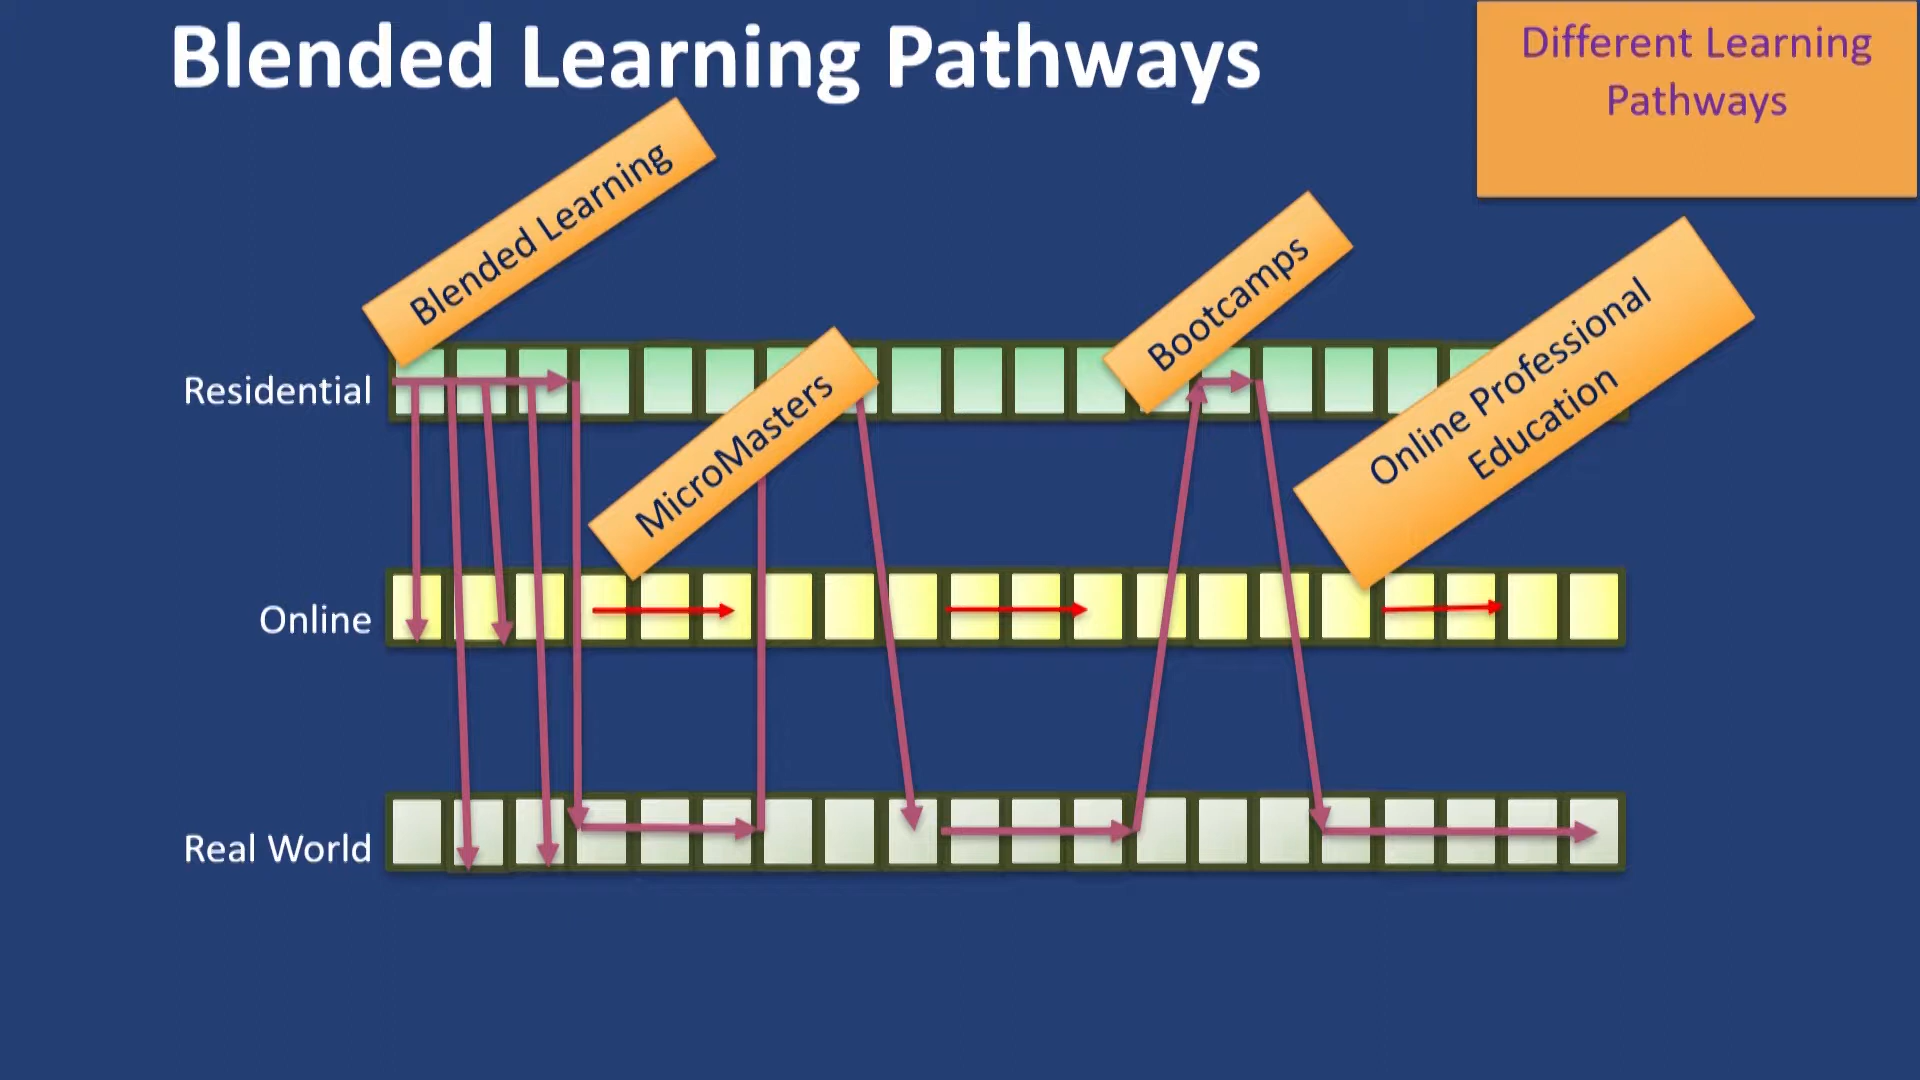 Blended Learning Pathways
Different Learning
Pathways
Blended Learning
Bootcamps
Online Professional
Education
MicroMasters
Residential
Online
Real World